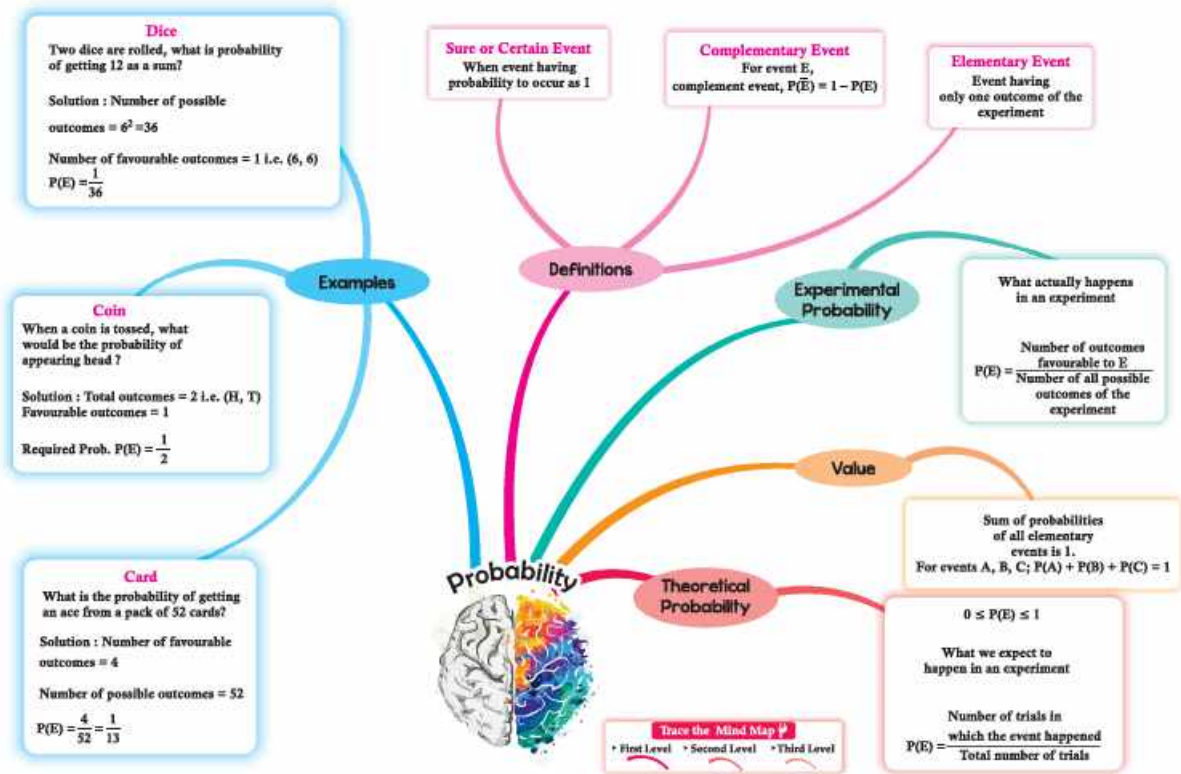 Dice
Two dice are rolled, what is probability
of getting 12 as a sum?
Solution : Number of possible
outcomes = 6² =36
Number of favourable outcomes = 1 i.e. (6, 6)
P(E) = 1/36
Sure or Certain Event
When event having
probability to occur as 1
Complementary Event
For event E,
complement event, P(E̅) = 1 – P(E)
Elementary Event
Event having
only one outcome of the
experiment
Examples
Definitions
Experimental
Probability
What actually happens
in an experiment
P(E) = Number of outcomes
favourable to E
Number of all possible
outcomes of the
experiment
Coin
When a coin is tossed, what
would be the probability of
appearing head ?
Solution : Total outcomes = 2 i.e. (H, T)
Favourable outcomes = 1
Required Prob. P(E) = 1/2
Value
Sum of probabilities
of all elementary
events is 1.
For events A, B, C; P(A) + P(B) + P(C) = 1
Card
What is the probability of getting
an ace from a pack of 52 cards?
Solution : Number of favourable
outcomes = 4
Number of possible outcomes = 52
P(E) = 4/52 = 1/13
Probability
Theoretical
Probability
0 ≤ P(E) ≤ 1
What we expect to
happen in an experiment
P(E) = Number of trials in
which the event happened
Total number of trials
Trace the Mind Map
First Level Second Level Third Level